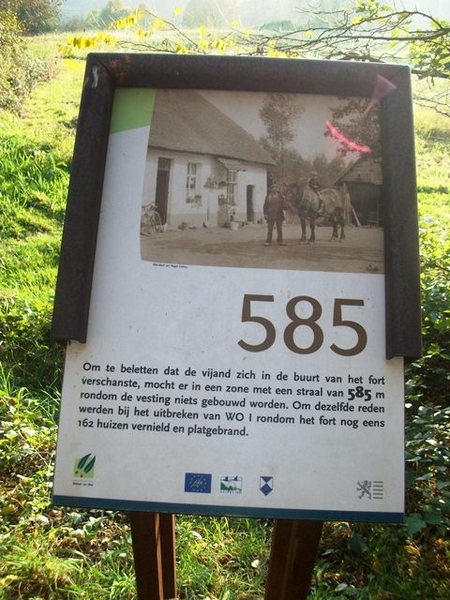 585
Om te beletten dat de vijand zich in de buurt van het fort
verschanste, mocht er in een zone met een straal van 585 m
rondom de vesting niets gebouwd worden. Om dezelfde reden
werden bij het uitbreken van WO I rondom het fort nog eens
162 huizen vernield en platgebrand.